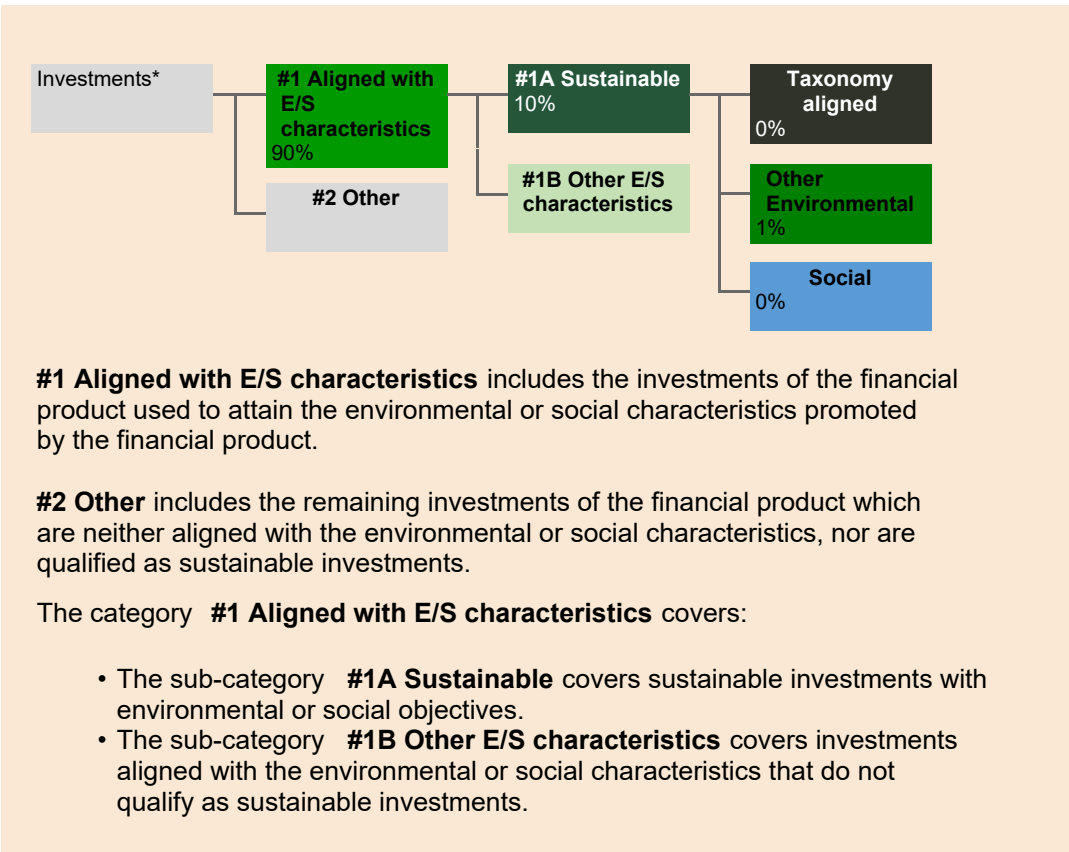 Investments*
#1 Aligned with
E/S
characteristics
90%
#2 Other
#1A Sustainable
10%
#1B Other E/S
characteristics
Taxonomy
aligned
0%
Other
Environmental
1%
Social
0%
#1 Aligned with E/S characteristics includes the investments of the financial
product used to attain the environmental or social characteristics promoted
by the financial product.
#2 Other includes the remaining investments of the financial product which
are neither aligned with the environmental or social characteristics, nor are
qualified as sustainable investments.
The category #1 Aligned with E/S characteristics covers:
• The sub-category #1A Sustainable covers sustainable investments with
environmental or social objectives.
• The sub-category #1B Other E/S characteristics covers investments
aligned with the environmental or social characteristics that do not
qualify as sustainable investments.